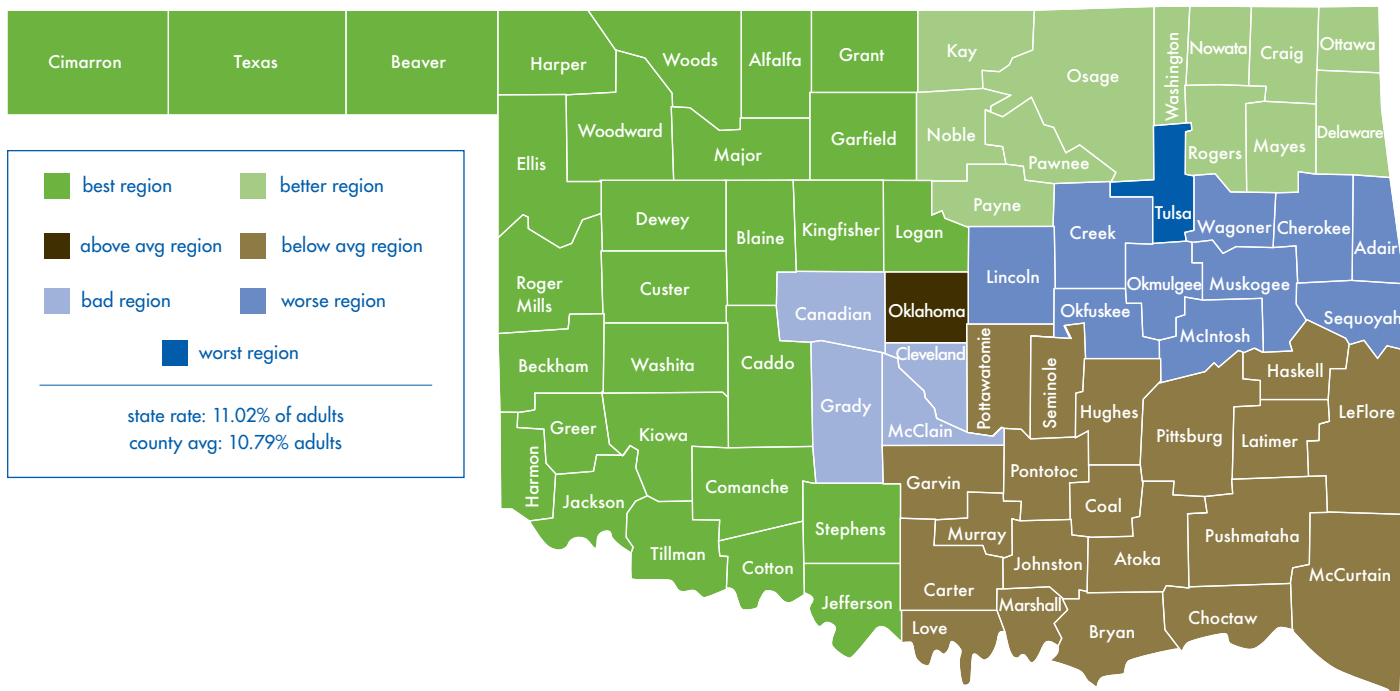 Cimarron
Texas
Beaver
Harper
Woods
Alfalfa
Grant
Kay
Osage
Washington
Nowata
Craig
Ottawa
Ellis
Woodward
Major
Garfield
Noble
Pawnee
Rogers
Mayes
Delaware
best region
better region
above avg region
below avg region
bad region
worse region
worst region
state rate: 11.02% of adults
county avg: 10.79% adults
Dewey
Blaine
Kingfisher
Logan
Payne
Creek
Tulsa
Wagoner
Cherokee
Adair
Roger
Mills
Custer
Canadian
Oklahoma
Lincoln
Okfuskee
Okmulgee
Muskogee
McIntosh
Sequoyah
Beckham
Washita
Caddo
Grady
Cleveland
McClain
Pottawatomie
Seminole
Hughes
Pittsburg
Haskell
Latimer
LeFlore
Harmon
Greer
Kiowa
Jackson
Comanche
Tillman
Cotton
Stephens
Jefferson
Garvin
Pontotoc
Coal
Murray
Carter
Johnston
Atoka
Pushmataha
McCurtain
Love
Marshall
Bryan
Choctaw